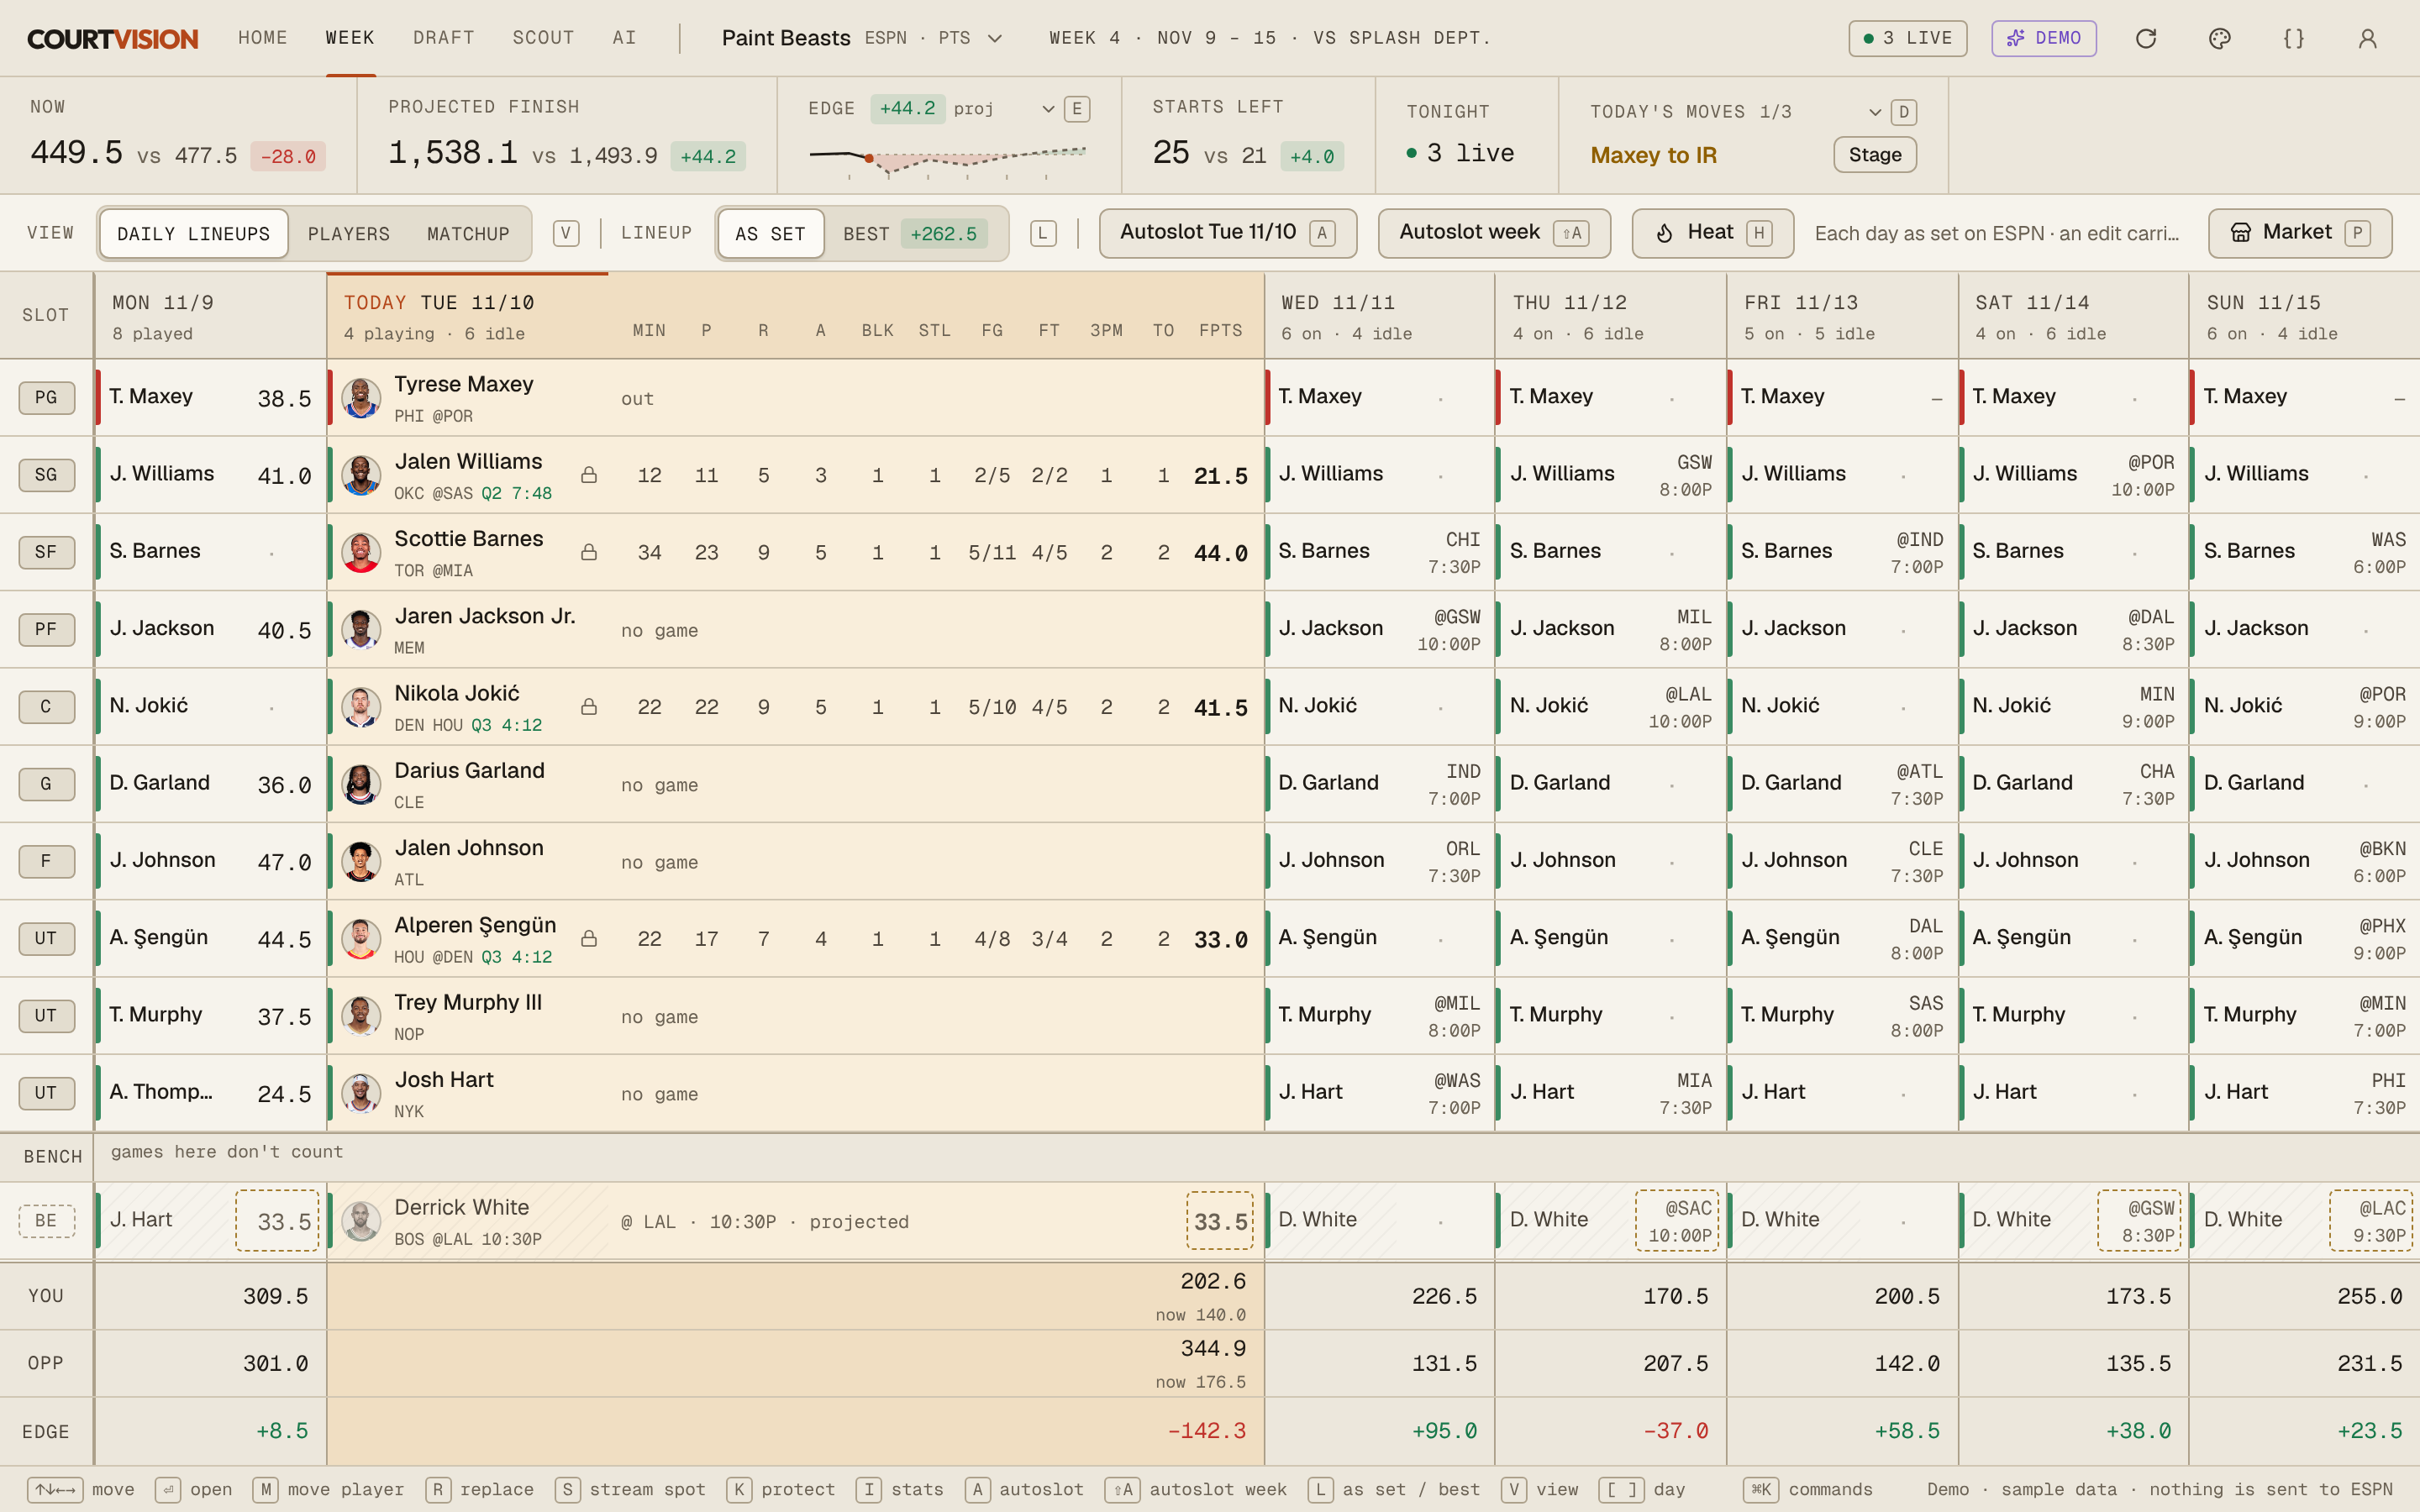 COURTVISION HOME WEEK DRAFT SCOUT AI Paint Beasts ESPN · PTS WEEK 4 · NOV 9 – 15 · VS SPLASH DEPT. 3 LIVE DEMO { }
NOW PROJECTED FINISH EDGE +44.2 proj E STARTS LEFT TONIGHT TODAY'S MOVES 1/3 D
449.5 vs 477.5 −28.0 1,538.1 vs 1,493.9 +44.2 25 vs 21 +4.0 3 live Maxey to IR Stage
VIEW DAILY LINEUPS PLAYERS MATCHUP V LINEUP AS SET BEST +262.5 L Autoslot Tue 11/10 A Autoslot week ⇧A Heat H Each day as set on ESPN · an edit carri… Market P
SLOT MON 11/9 TODAY TUE 11/10 WED 11/11 THU 11/12 FRI 11/13 SAT 11/14 SUN 11/15
8 played 4 playing · 6 idle MIN P R A BLK STL FG FT 3PM TO FPTS 6 on · 4 idle 4 on · 6 idle 5 on · 5 idle 4 on · 6 idle 6 on · 4 idle
PG T. Maxey 38.5 Tyrese Maxey out T. Maxey · T. Maxey · T. Maxey – T. Maxey · T. Maxey –
PHI @POR
SG J. Williams 41.0 Jalen Williams 12 11 5 3 1 1 2/5 2/2 1 1 21.5 J. Williams · J. Williams GSW J. Williams · J. Williams @POR J. Williams ·
OKC @SAS Q2 7:48 8:00P 10:00P
SF S. Barnes · Scottie Barnes 34 23 9 5 1 1 5/11 4/5 2 2 44.0 S. Barnes CHI S. Barnes · S. Barnes @IND S. Barnes · S. Barnes WAS
TOR @MIA 7:30P 7:00P 6:00P
PF J. Jackson 40.5 Jaren Jackson Jr. no game J. Jackson @GSW J. Jackson MIL J. Jackson · J. Jackson @DAL J. Jackson ·
MEM 10:00P 8:00P 8:30P
C N. Jokić · Nikola Jokić 22 22 9 5 1 1 5/10 4/5 2 2 41.5 N. Jokić · N. Jokić @LAL N. Jokić · N. Jokić MIN N. Jokić @POR
DEN HOU Q3 4:12 10:00P 9:00P 9:00P
G D. Garland 36.0 Darius Garland no game D. Garland IND D. Garland · D. Garland @ATL D. Garland CHA D. Garland ·
CLE 7:00P 7:30P 7:30P
F J. Johnson 47.0 Jalen Johnson no game J. Johnson ORL J. Johnson · J. Johnson CLE J. Johnson · J. Johnson @BKN
ATL 7:30P 7:30P 6:00P
UT A. Şengün 44.5 Alperen Şengün 22 17 7 4 1 1 4/8 3/4 2 2 33.0 A. Şengün · A. Şengün · A. Şengün DAL A. Şengün · A. Şengün @PHX
HOU @DEN Q3 4:12 8:00P 9:00P
UT T. Murphy 37.5 Trey Murphy III no game T. Murphy @MIL T. Murphy · T. Murphy SAS T. Murphy · T. Murphy @MIN
NOP 8:00P 8:00P 7:00P
UT A. Thomp… 24.5 Josh Hart no game J. Hart @WAS J. Hart MIA J. Hart · J. Hart · J. Hart PHI
NYK 7:00P 7:30P 7:30P
BENCH games here don't count
BE J. Hart 33.5 Derrick White @ LAL · 10:30P · projected 33.5 D. White · D. White @SAC D. White · D. White @GSW D. White @LAC
BOS @LAL 10:30P 10:00P 8:30P 9:30P
YOU 309.5 202.6 226.5 170.5 200.5 173.5 255.0
now 140.0
OPP 301.0 344.9 131.5 207.5 142.0 135.5 231.5
now 176.5
EDGE +8.5 −142.3 +95.0 −37.0 +58.5 +38.0 +23.5
↑↓←→ move ⏎ open M move player R replace S stream spot K protect I stats A autoslot ⇧A autoslot week L as set / best V view [ ] day ⌘K commands Demo · sample data · nothing is sent to ESPN